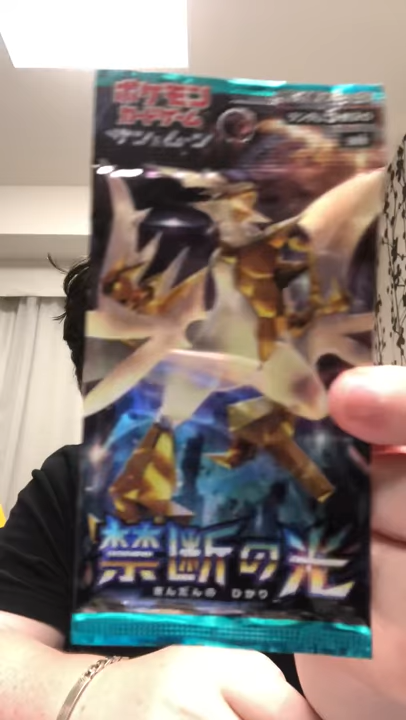 ポケモン
カードゲーム
サン&ムーン
禁断の光
きんだんの ひかり